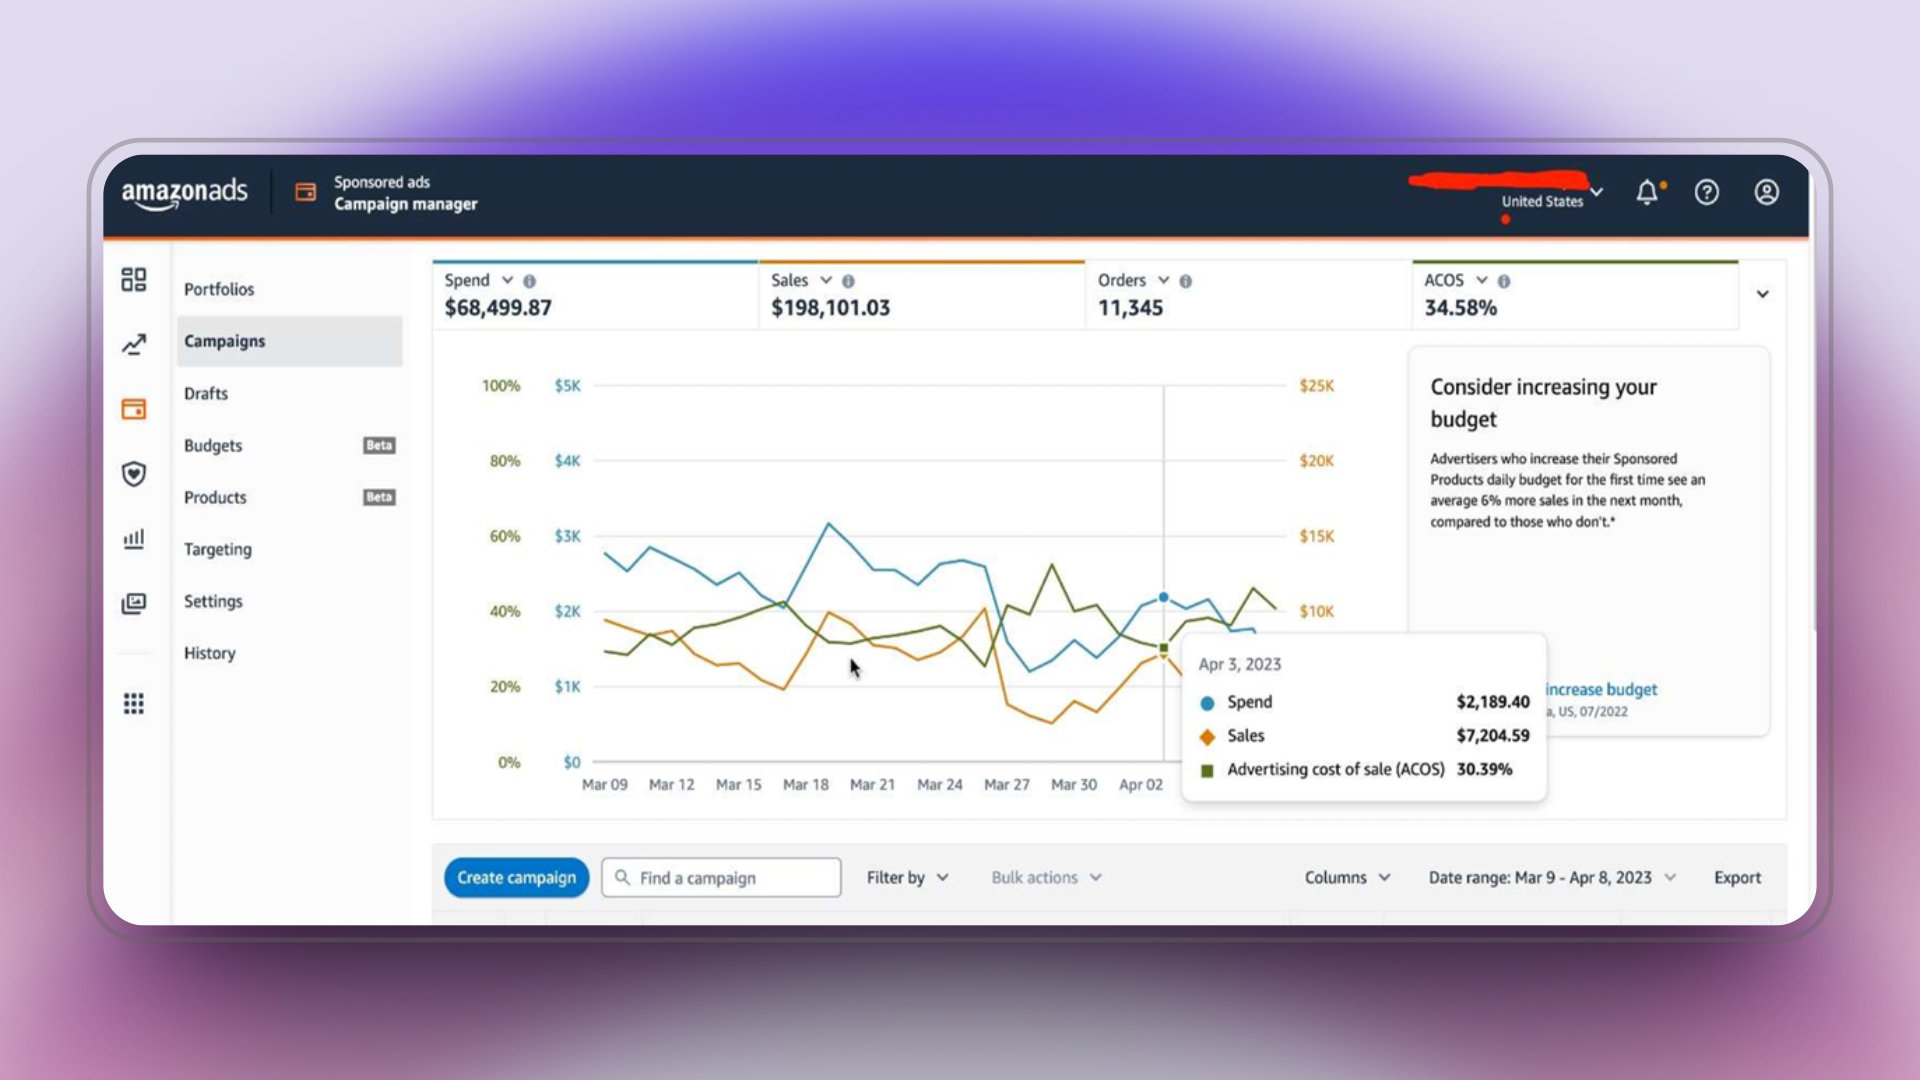 amazonads
Sponsored ads
Campaign manager
United States
Portfolios
Campaigns
Drafts
Budgets Beta
Products Beta
Targeting
Settings
History
Spend
$68,499.87
Sales
$198,101.03
Orders
11,345
ACOS
34.58%
100% $5K $25K
80% $4K $20K
60% $3K $15K
40% $2K $10K
20% $1K
0% $0
Mar 09 Mar 12 Mar 15 Mar 18 Mar 21 Mar 24 Mar 27 Mar 30 Apr 02
Apr 3, 2023
Spend $2,189.40
Sales $7,204.59
Advertising cost of sale (ACOS) 30.39%
Consider increasing your
budget
Advertisers who increase their Sponsored
Products daily budget for the first time see an
average 6% more sales in the next month,
compared to those who don't.*
increase budget
a, US, 07/2022
Create campaign
Find a campaign
Filter by
Bulk actions
Columns
Date range: Mar 9 - Apr 8, 2023
Export